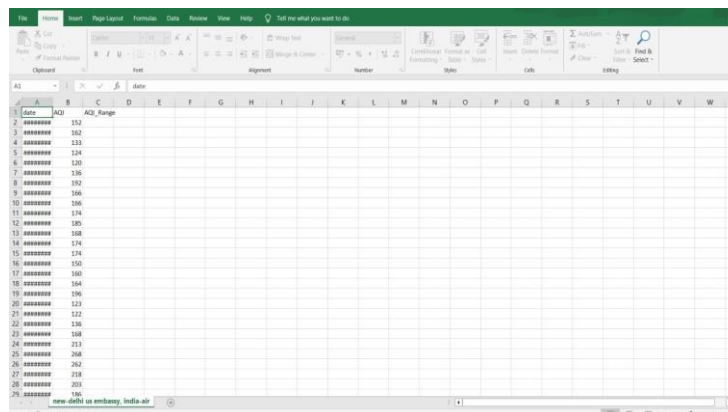 File Home Insert Page Layout Formulas Data Review View Help Tell me what you want to do
Cut
Copy
Format Painter
Paste
Wrap Text
Merge & Center
General
Conditional Formatting
Format as Table
Cell Styles
Insert Delete Format
AutoSum
Fill
Clear
Sort & Filter
Find & Select
Clipboard Font Alignment Number Styles Cells Editing
A1 fx date
A B C D E F G H I J K L M N O P Q R S T U V W
1 date AQI AQI_Range
2 ######## 152
3 ######## 162
4 ######## 133
5 ######## 124
6 ######## 120
7 ######## 136
8 ######## 192
9 ######## 166
10 ######## 166
11 ######## 174
12 ######## 185
13 ######## 168
14 ######## 174
15 ######## 174
16 ######## 150
17 ######## 160
18 ######## 164
19 ######## 196
20 ######## 123
21 ######## 122
22 ######## 136
23 ######## 168
24 ######## 213
25 ######## 268
26 ######## 262
27 ######## 218
28 ######## 203
29 ######## 186
new-delhi us embassy, india-air